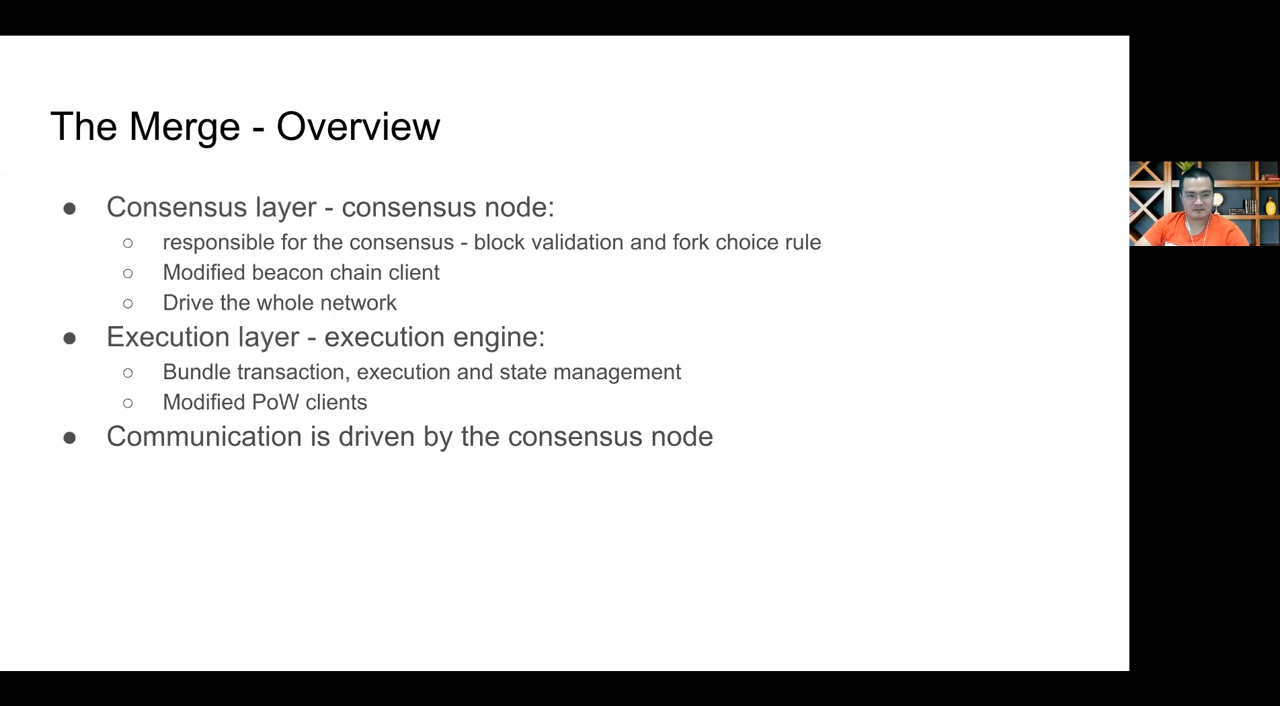 The Merge - Overview
● Consensus layer - consensus node:
○ responsible for the consensus - block validation and fork choice rule
○ Modified beacon chain client
○ Drive the whole network
● Execution layer - execution engine:
○ Bundle transaction, execution and state management
○ Modified PoW clients
● Communication is driven by the consensus node